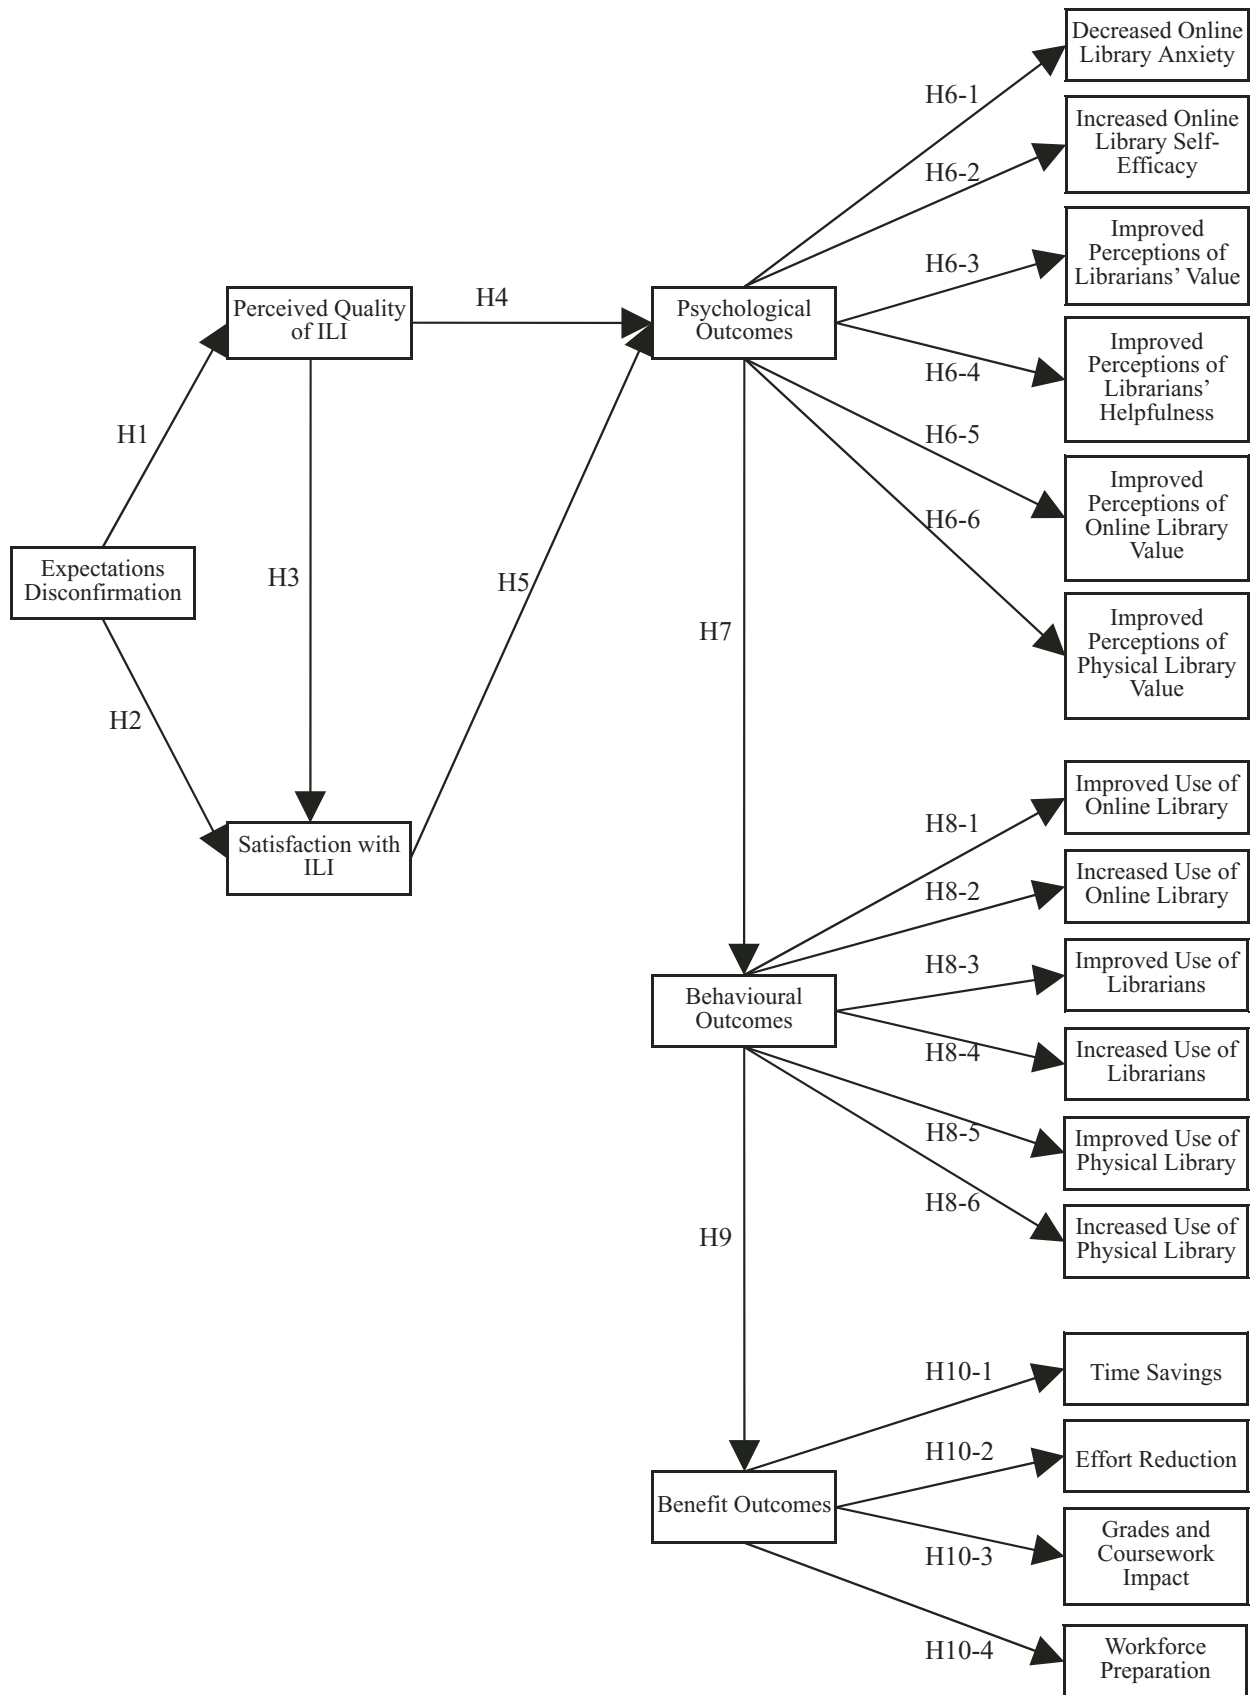 Decreased Online
Library Anxiety
H6-1
Increased Online
Library Self-
Efficacy
H6-2
Improved
Perceptions of
Librarians' Value
H6-3
Perceived Quality
of ILI
H4
Psychological
Outcomes
Improved
Perceptions of
Librarians'
Helpfulness
H6-4
H1
H6-5
Improved
Perceptions of
Online Library
Value
H6-6
Expectations
Disconfirmation
H3
H5
Improved
Perceptions of
Physical Library
Value
H7
H2
Improved Use of
Online Library
H8-1
Satisfaction with
ILI
Increased Use of
Online Library
H8-2
H8-3
Improved Use of
Librarians
Behavioural
Outcomes
H8-4
Increased Use of
Librarians
H8-5
Improved Use of
Physical Library
H8-6
Increased Use of
Physical Library
H9
H10-1
Time Savings
H10-2
Effort Reduction
Benefit Outcomes
H10-3
Grades and
Coursework
Impact
H10-4
Workforce
Preparation